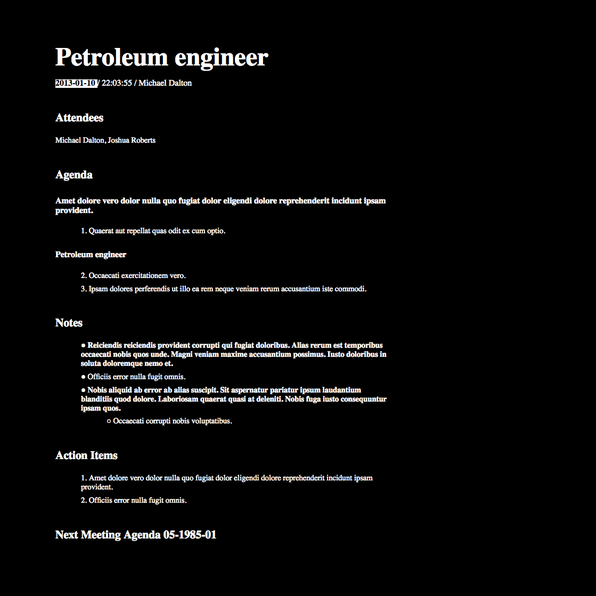 Petroleum engineer
2013-01-10 / 22:03:55 / Michael Dalton
Attendees
Michael Dalton, Joshua Roberts
Agenda
Amet dolore vero dolor nulla quo fugiat dolor eligendi dolore reprehenderit incidunt ipsam
provident.
1. Quaerat aut repellat quas odit ex cum optio.
Petroleum engineer
2. Occaecati exercitationem vero.
3. Ipsam dolores perferendis ut illo ea rem neque veniam rerum accusantium iste commodi.
Notes
● Reiciendis reiciendis provident corrupti qui fugiat doloribus. Alias rerum est temporibus
occaecati nobis quos unde. Magni veniam maxime accusantium possimus. Iusto doloribus in
soluta doloremque nemo et.
● Officiis error nulla fugit omnis.
● Nobis aliquid ab error ab alias suscipit. Sit aspernatur pariatur ipsum laudantium
blanditiis quod dolore. Laboriosam quaerat quasi at deleniti. Nobis fuga iusto consequuntur
ipsam quos.
○ Occaecati corrupti nobis voluptatibus.
Action Items
1. Amet dolore vero dolor nulla quo fugiat dolor eligendi dolore reprehenderit incidunt ipsam
provident.
2. Officiis error nulla fugit omnis.
Next Meeting Agenda 05-1985-01